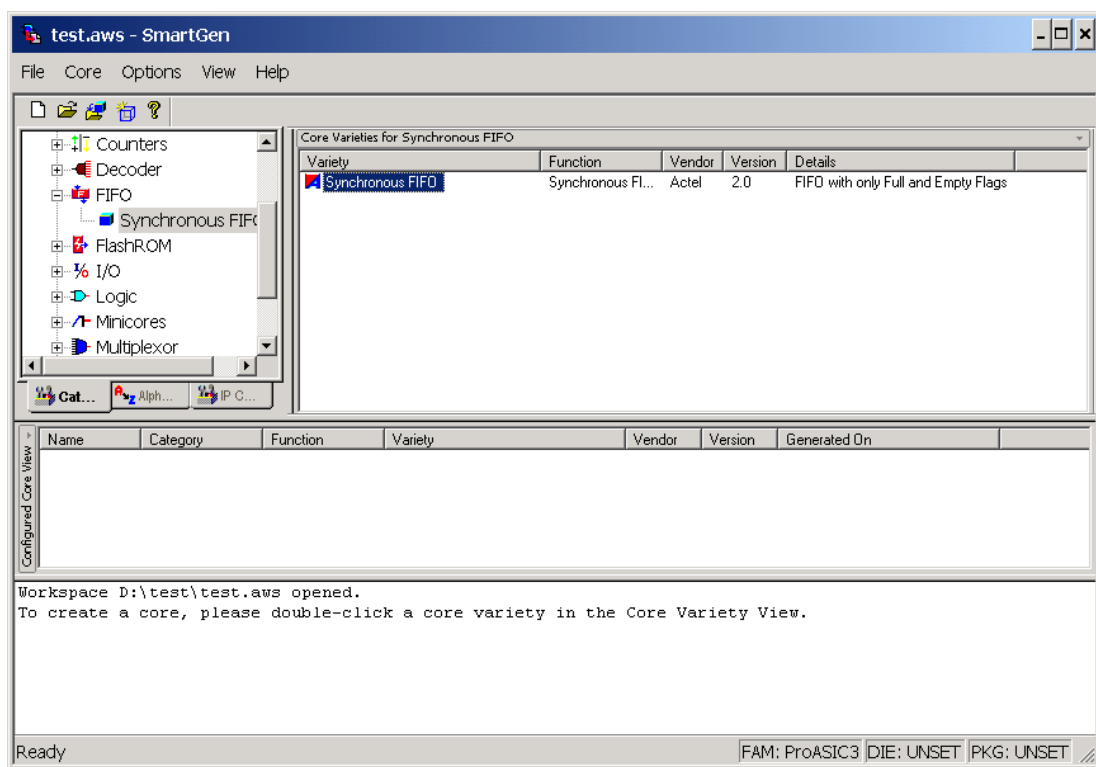 test.aws - SmartGen
File Core Options View Help
Counters
Decoder
FIFO
Synchronous FIF
FlashROM
I/O
Logic
Minicores
Multiplexor
Cat... Alph... IP C...
Core Varieties for Synchronous FIFO
Variety Function Vendor Version Details
Synchronous FIFO Synchronous FI... Actel 2.0 FIFO with only Full and Empty Flags
Configured Core View
Name Category Function Variety Vendor Version Generated On
Workspace D:\test\test.aws opened.
To create a core, please double-click a core variety in the Core Variety View.
Ready FAM: ProASIC3 DIE: UNSET PKG: UNSET